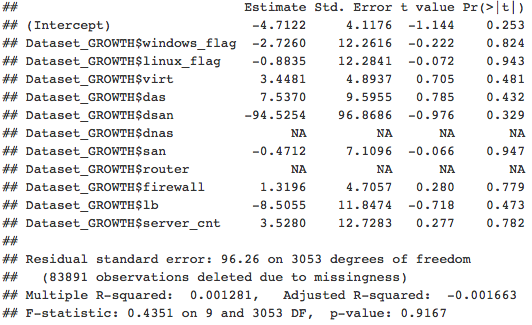 ##                            Estimate Std. Error t value Pr(>|t|)
## (Intercept)                 -4.7122     4.1176  -1.144    0.253
## Dataset_GROWTH$windows_flag -2.7260    12.2616  -0.222    0.824
## Dataset_GROWTH$linux_flag   -0.8835    12.2841  -0.072    0.943
## Dataset_GROWTH$virt          3.4481     4.8937   0.705    0.481
## Dataset_GROWTH$das           7.5370     9.5955   0.785    0.432
## Dataset_GROWTH$dsan        -94.5254    96.8686  -0.976    0.329
## Dataset_GROWTH$dnas              NA         NA      NA       NA
## Dataset_GROWTH$san          -0.4712     7.1096  -0.066    0.947
## Dataset_GROWTH$router            NA         NA      NA       NA
## Dataset_GROWTH$firewall      1.3196     4.7057   0.280    0.779
## Dataset_GROWTH$lb           -8.5055    11.8474  -0.718    0.473
## Dataset_GROWTH$server_cnt    3.5280    12.7283   0.277    0.782
##
## Residual standard error: 96.26 on 3053 degrees of freedom
##   (83891 observations deleted due to missingness)
## Multiple R-squared:  0.001281,   Adjusted R-squared:  -0.001663
## F-statistic: 0.4351 on 9 and 3053 DF,  p-value: 0.9167